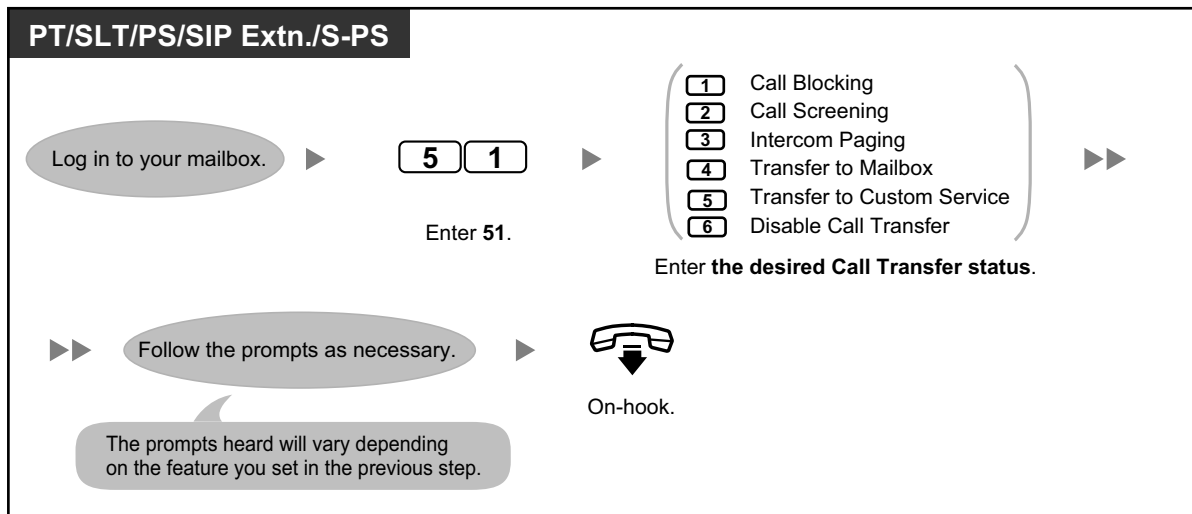 PT/SLT/PS/SIP Extn./S-PS
Log in to your mailbox.
5 1
Enter 51.
1 Call Blocking
2 Call Screening
3 Intercom Paging
4 Transfer to Mailbox
5 Transfer to Custom Service
6 Disable Call Transfer
Enter the desired Call Transfer status.
Follow the prompts as necessary.
The prompts heard will vary depending
on the feature you set in the previous step.
On-hook.